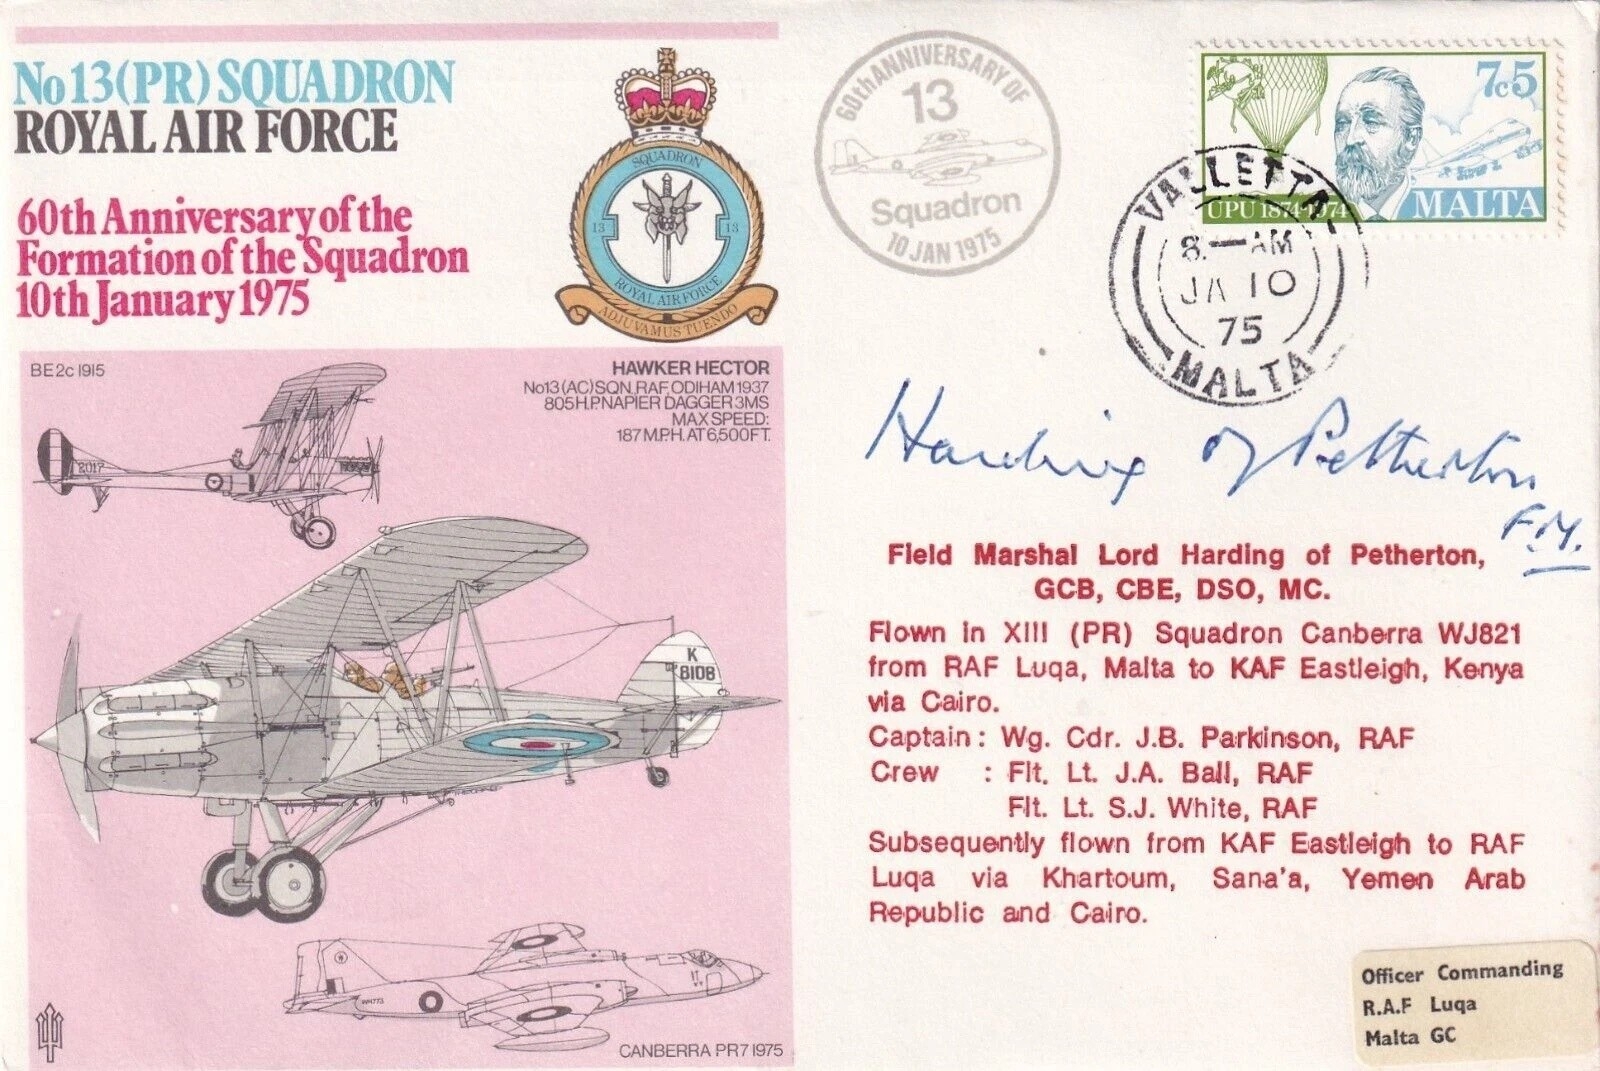 No 13 (PR) SQUADRON
ROYAL AIR FORCE
60th Anniversary of the
Formation of the Squadron
10th January 1975
SQUADRON
13 13
ROYAL AIR FORCE
ADJUVAMUS TUENDO
60th ANNIVERSARY OF
13
Squadron
10 JAN 1975
7c5
UPU 1874-1974 MALTA
VALLETTA
8 — AM
JA 10
75
MALTA
BE2c 1915
2017
HAWKER HECTOR
No13 (AC) SQN. RAF. ODIHAM 1937
805 H.P. NAPIER DAGGER 3MS
MAX SPEED:
187 M.P.H. AT 6,500 FT.
K
8108
WH773
CANBERRA PR7 1975
Harding of Petherton
F.M.
Field Marshal Lord Harding of Petherton,
GCB, CBE, DSO, MC.
Flown in XIII (PR) Squadron Canberra WJ821
from RAF Luqa, Malta to KAF Eastleigh, Kenya
via Cairo.
Captain : Wg. Cdr. J.B. Parkinson, RAF
Crew : Flt. Lt. J.A. Ball, RAF
Flt. Lt. S.J. White, RAF
Subsequently flown from KAF Eastleigh to RAF
Luqa via Khartoum, Sana'a, Yemen Arab
Republic and Cairo.
Officer Commanding
R.A.F Luqa
Malta GC